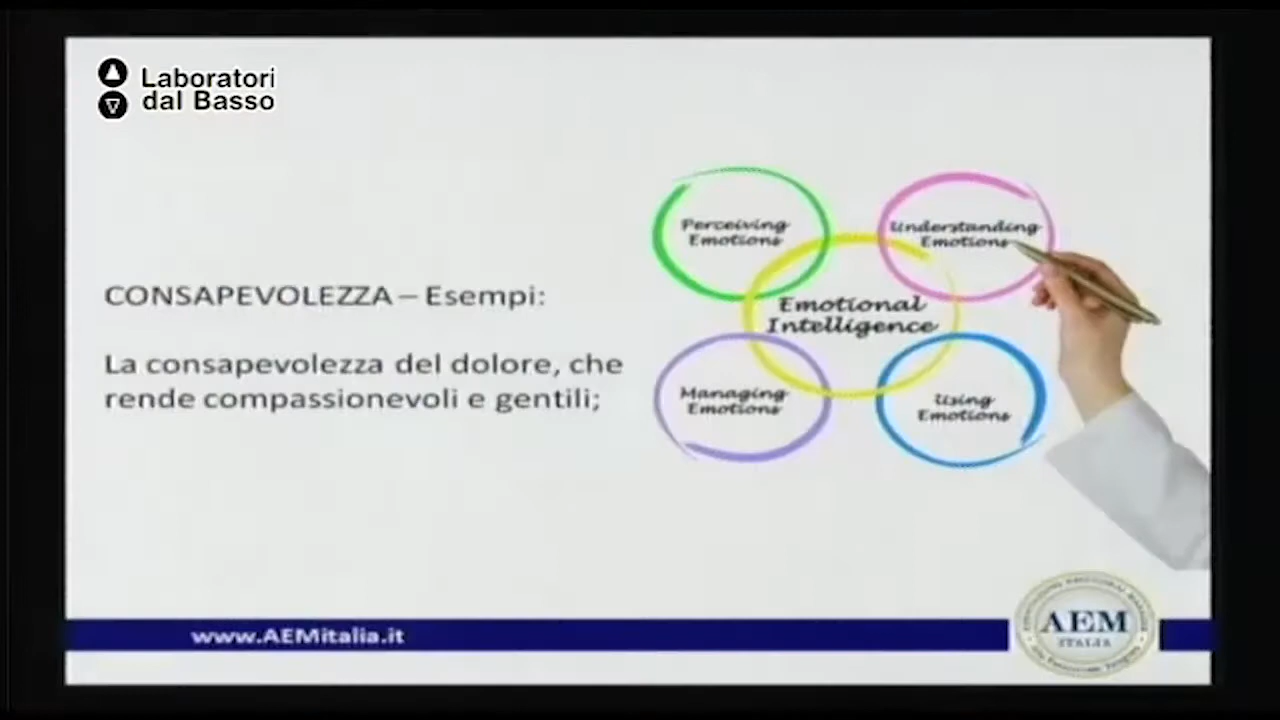 Laboratori
dal Basso
CONSAPEVOLEZZA – Esempi:
La consapevolezza del dolore, che
rende compassionevoli e gentili;
Perceiving
Emotions
Understanding
Emotions
Emotional
Intelligence
Managing
Emotions
Using
Emotions
www.AEMitalia.it
AEM
ITALIA